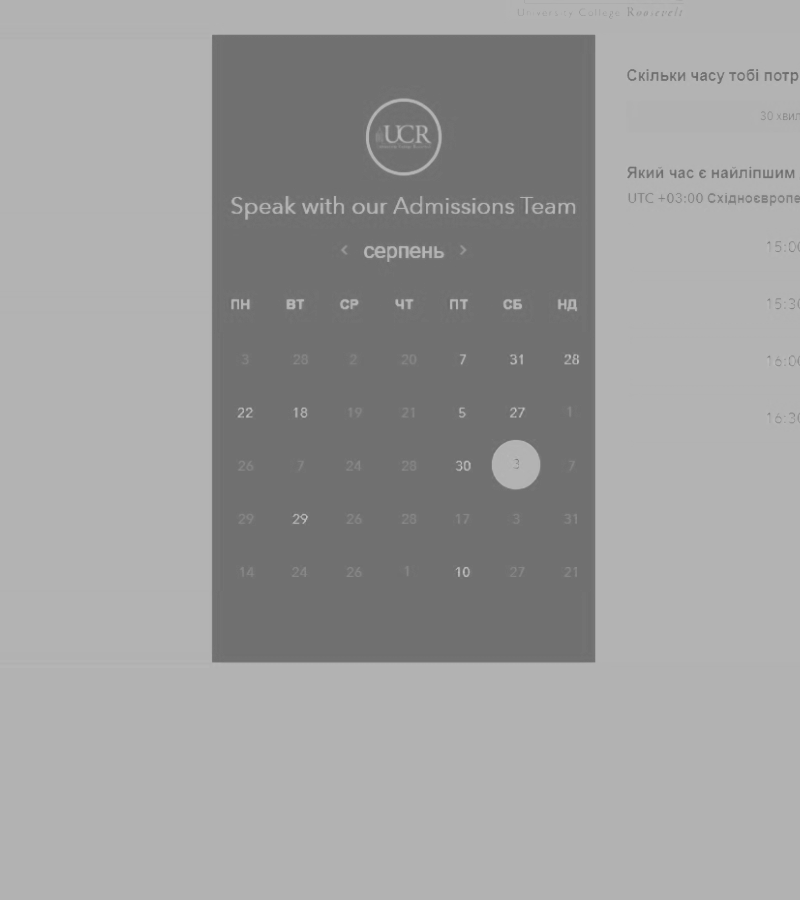 University College Roosevelt
UCR
Speak with our Admissions Team
‹ серпень ›
ПН ВТ СР ЧТ ПТ СБ НД
3 28 2 20 7 31 28
22 18 19 21 5 27 1
26 7 24 28 30 3 7
29 29 26 28 17 3 31
14 24 26 1 10 27 21
Скільки часу тобі потр
30 хвил
Який час є найліпшим
UTC +03:00 Східноєвропе
15:00
15:30
16:00
16:30